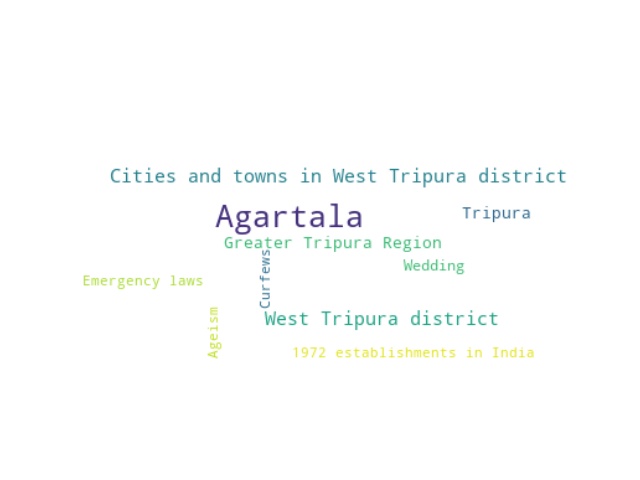 Cities and towns in West Tripura district
Agartala
Tripura
Greater Tripura Region
Wedding
Curfews
Emergency laws
Ageism
West Tripura district
1972 establishments in India